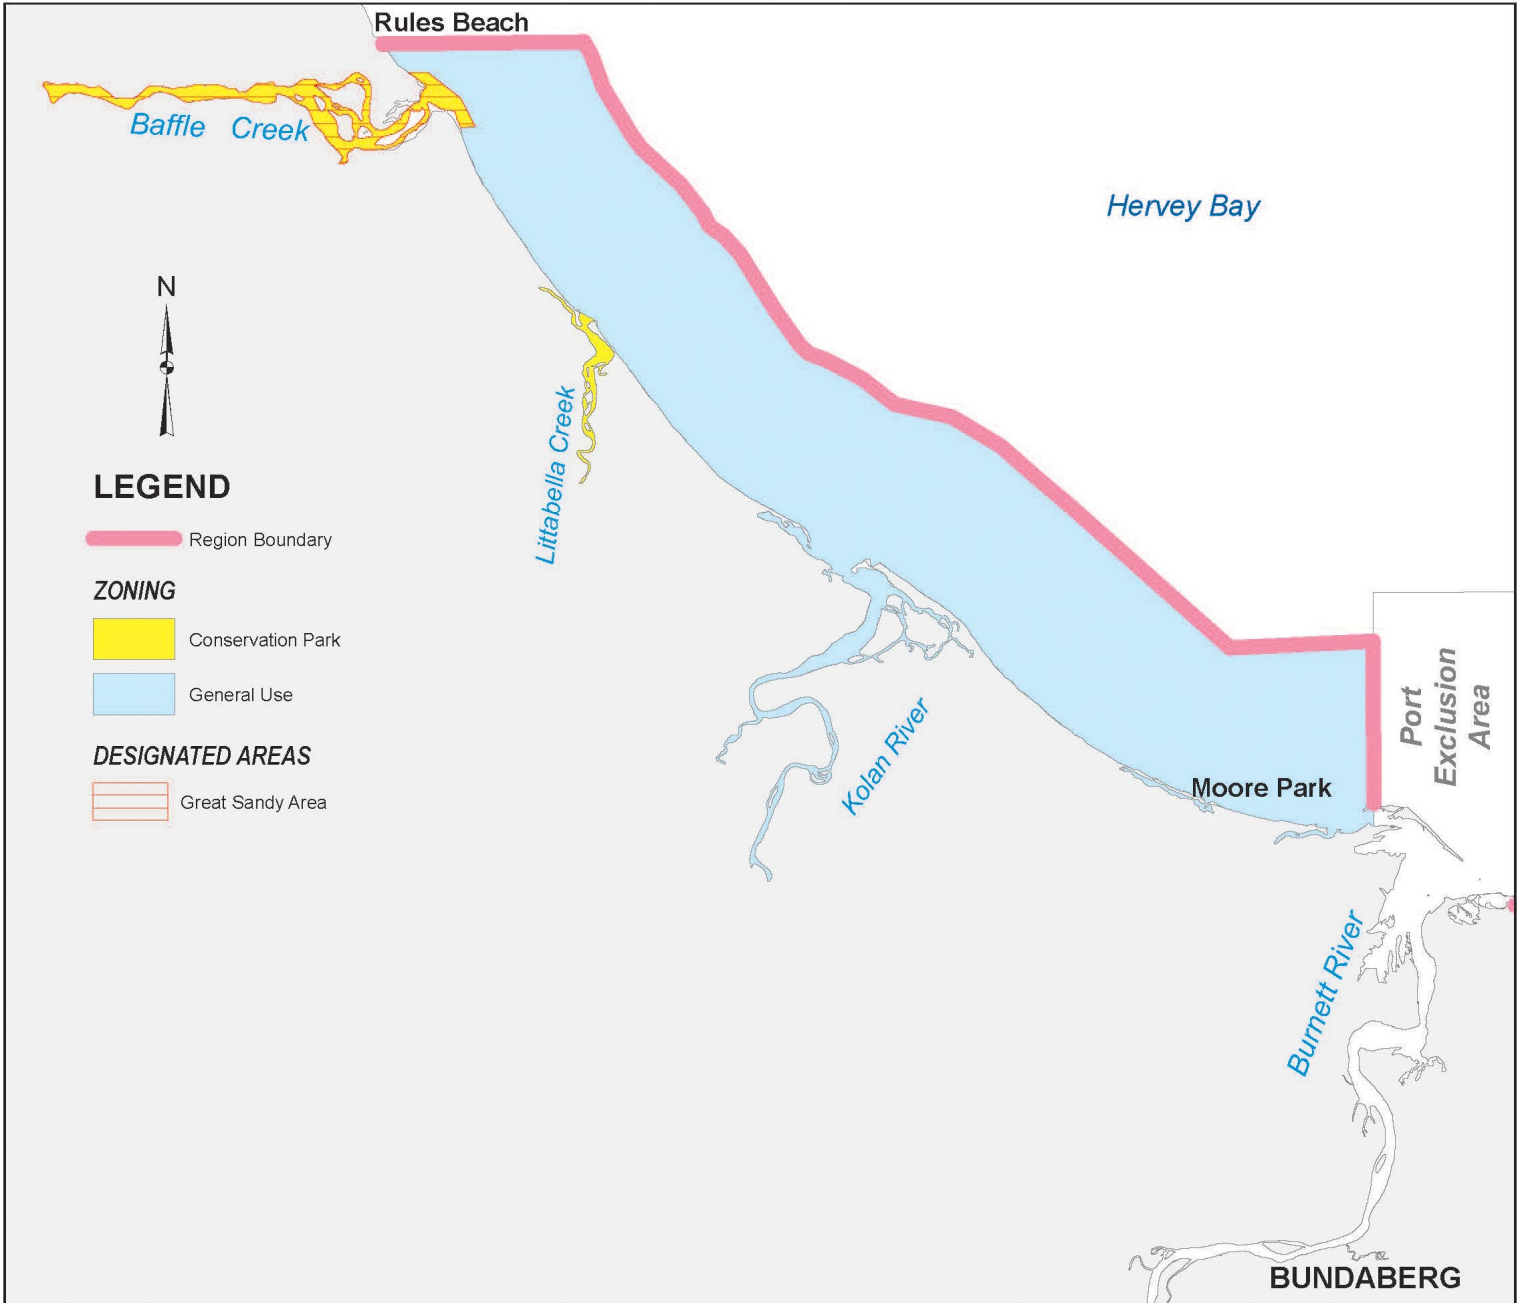 Rules Beach
Baffle Creek
Hervey Bay
N
Littabella Creek
LEGEND
Region Boundary
ZONING
Conservation Park
General Use
DESIGNATED AREAS
Great Sandy Area
Kolan River
Port
Exclusion
Area
Moore Park
Burnett River
BUNDABERG